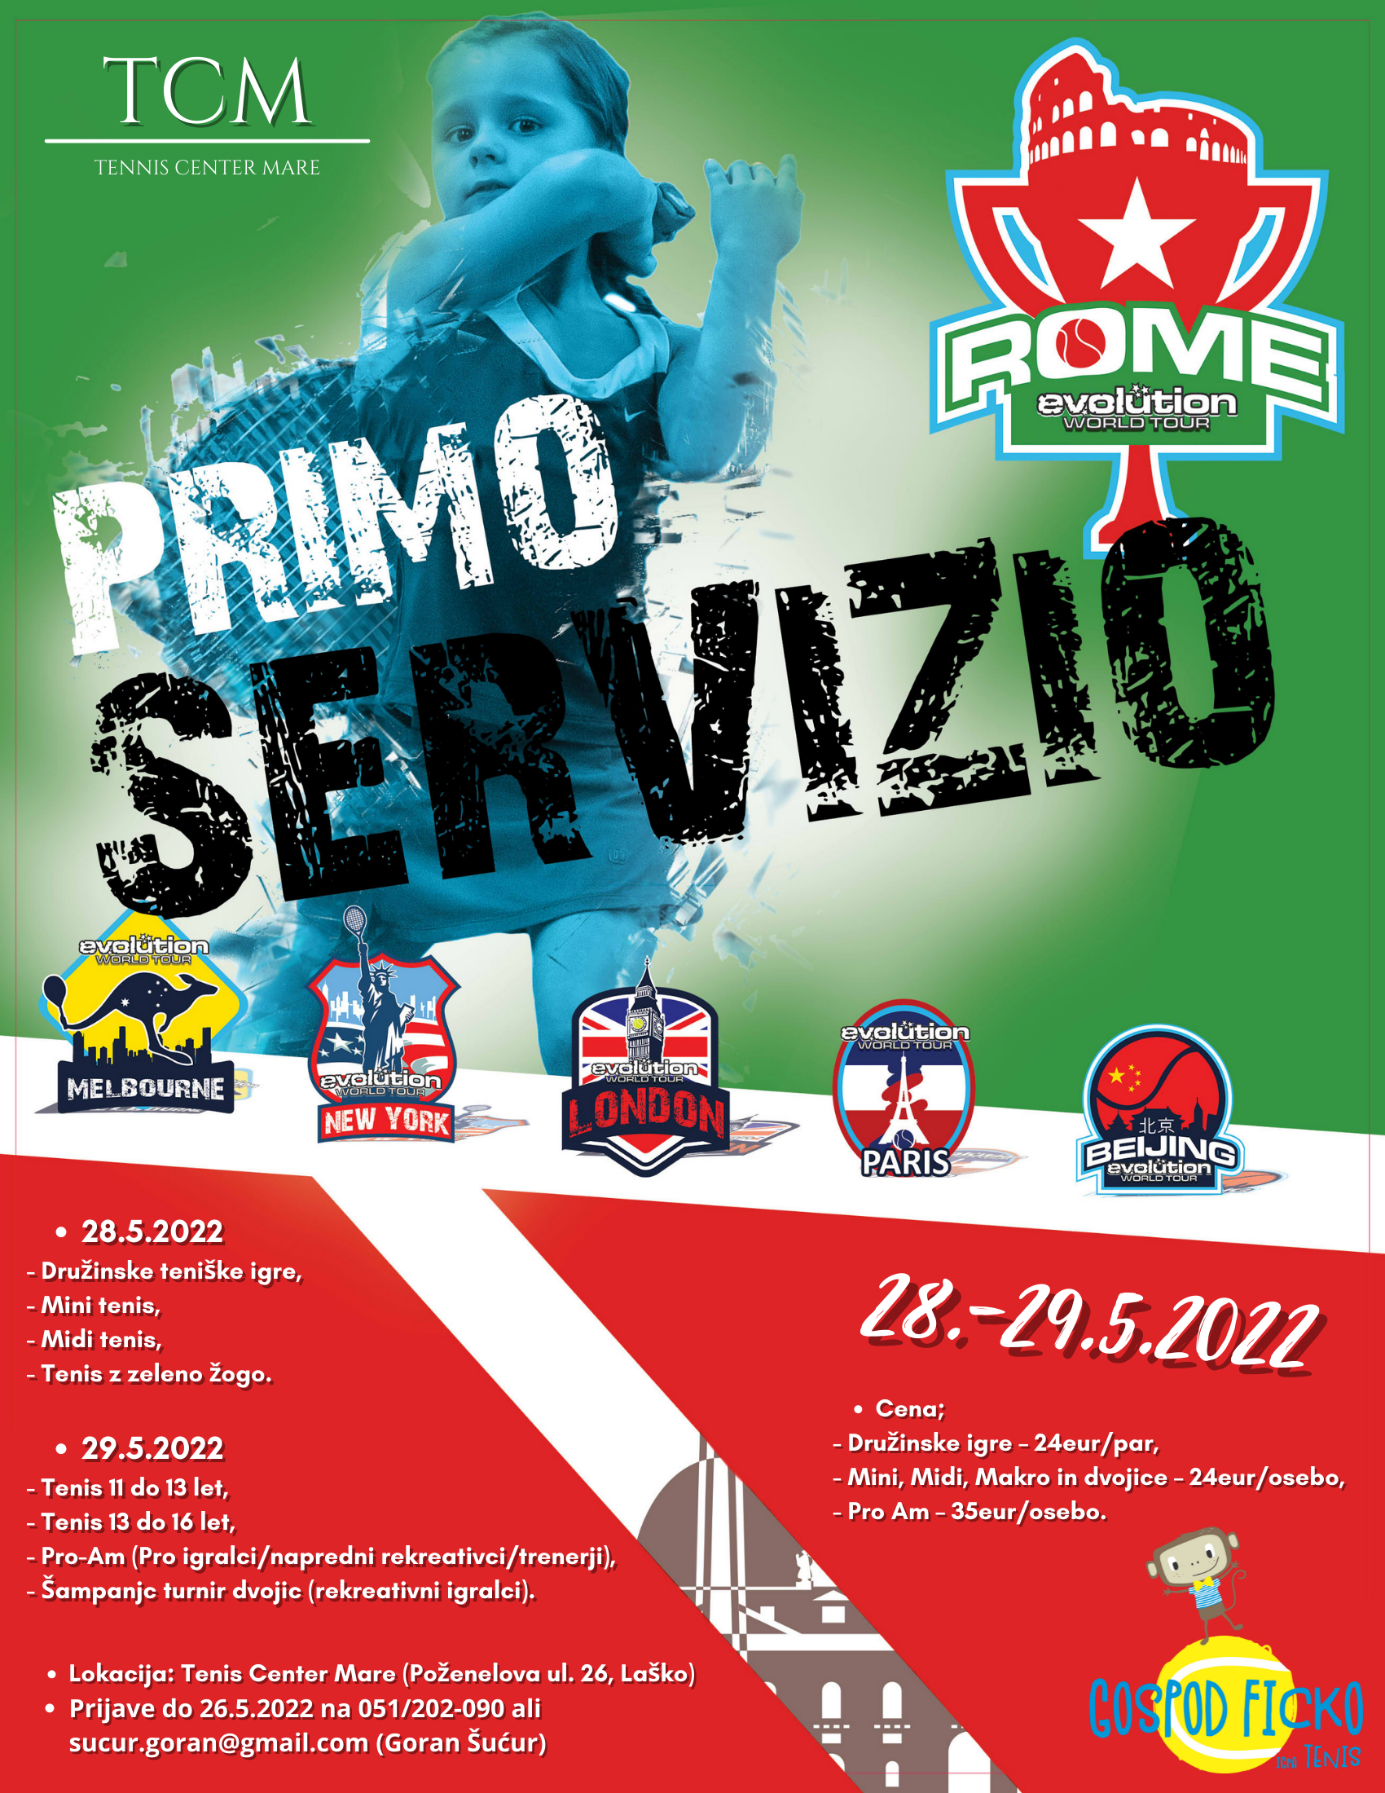 TCM
TENNIS CENTER MARE
ROME
evolution
WORLD TOUR
PRIMO
SERVIZIO
evolution
WORLD TOUR
MELBOURNE
evolution
WORLD TOUR
NEW YORK
evolution
WORLD TOUR
LONDON
evolution
WORLD TOUR
PARIS
北京
BEIJING
evolution
WORLD TOUR
• 28.5.2022
- Družinske teniške igre,
- Mini tenis,
- Midi tenis,
- Tenis z zeleno žogo.
• 29.5.2022
- Tenis 11 do 13 let,
- Tenis 13 do 16 let,
- Pro-Am (Pro igralci/napredni rekreativci/trenerji),
- Šampanjc turnir dvojic (rekreativni igralci).
• Lokacija: Tenis Center Mare (Poženelova ul. 26, Laško)
• Prijave do 26.5.2022 na 051/202-090 ali
sucur.goran@gmail.com (Goran Šućur)
28.-29.5.2022
• Cena;
- Družinske igre - 24eur/par,
- Mini, Midi, Makro in dvojice - 24eur/osebo,
- Pro Am - 35eur/osebo.
GOSPOD FICKO
TENIS